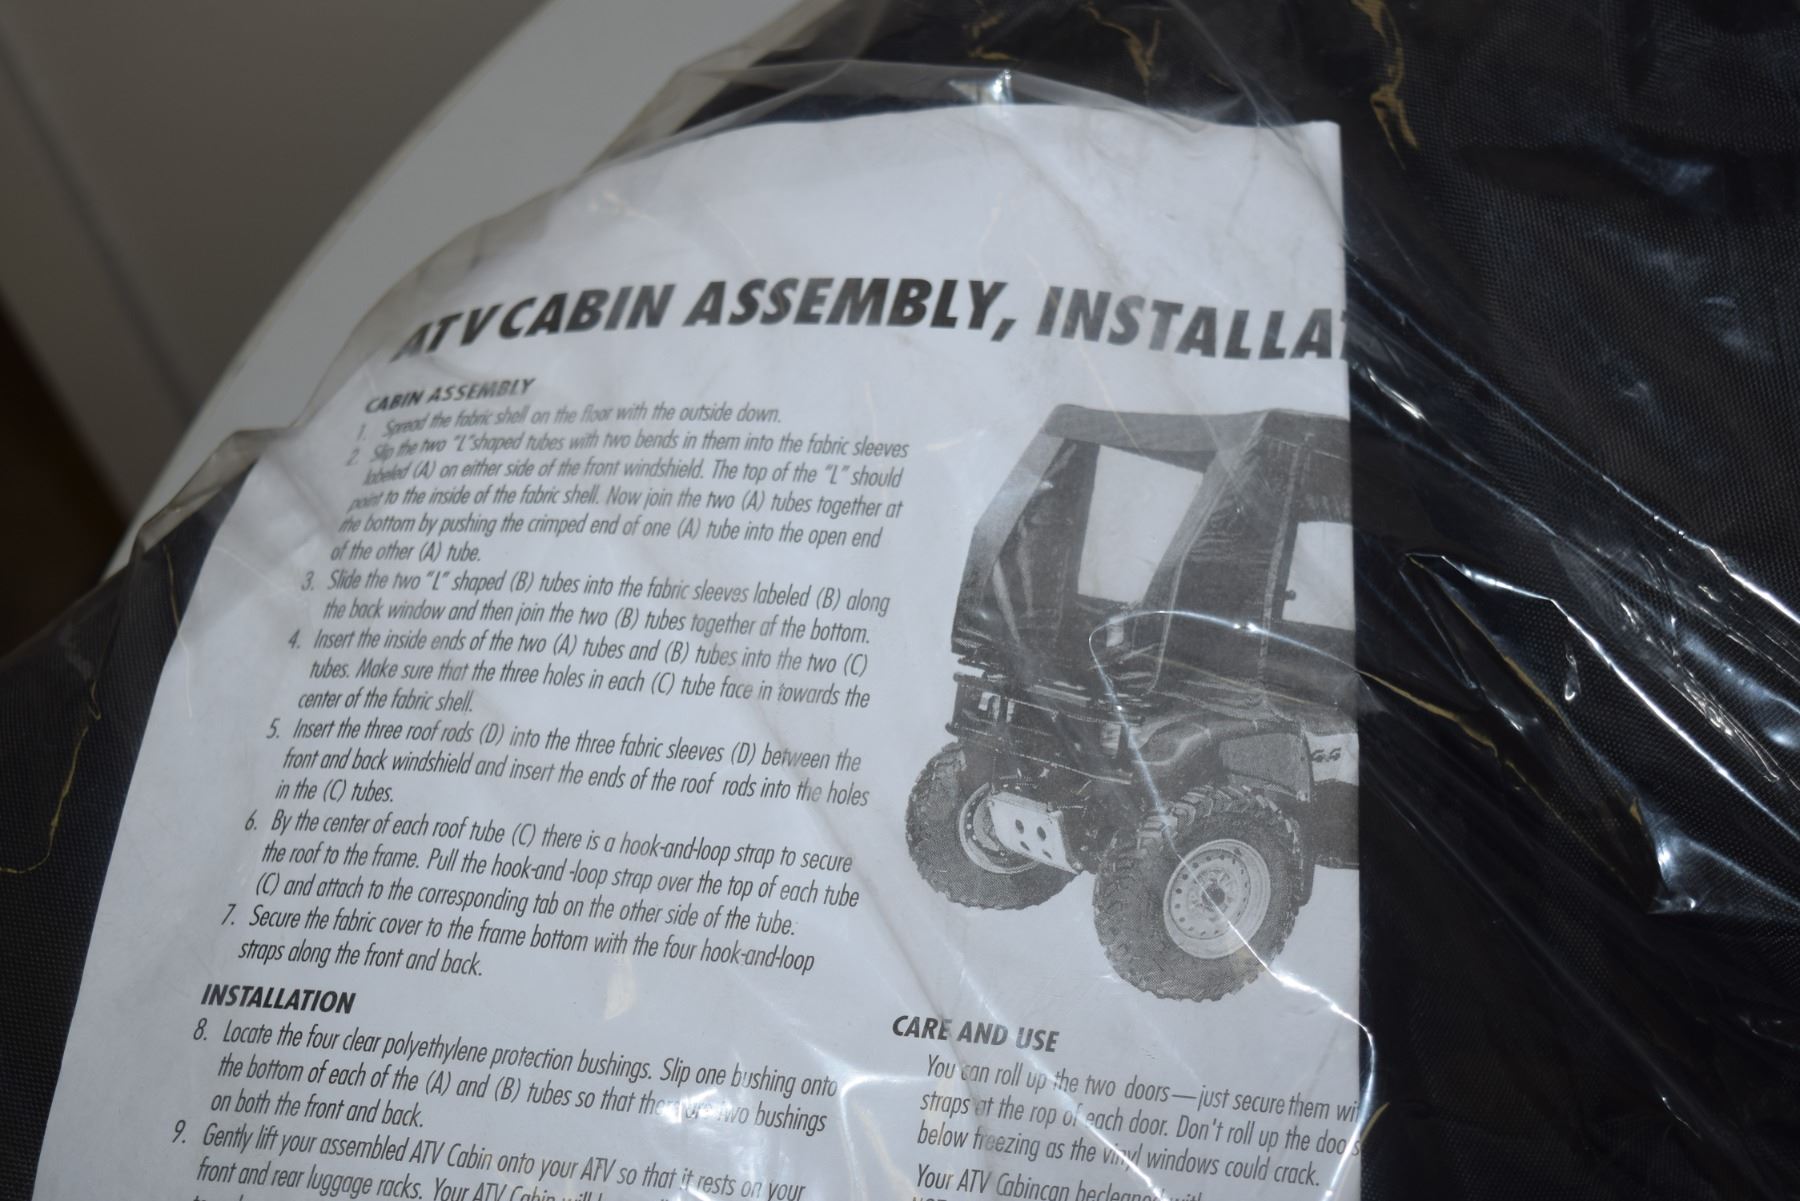 ATV CABIN ASSEMBLY, INSTALLA
CABIN ASSEMBLY
1. Spread the fabric shell on the floor with the outside down.
2. Slip the two "L"shaped tubes with two bends in them into the fabric sleeves
labeled (A) on either side of the front windshield. The top of the "L" should
point to the inside of the fabric shell. Now join the two (A) tubes together at
the bottom by pushing the crimped end of one (A) tube into the open end
of the other (A) tube.
3. Slide the two "L" shaped (B) tubes into the fabric sleeves labeled (B) along
the back window and then join the two (B) tubes together af the bottom.
4. Insert the inside ends of the two (A) tubes and (B) tubes into the two (C)
tubes. Make sure that the three holes in each (C) tube face in towards the
center of the fabric shell.
5. Insert the three roof rods (D) into the three fabric sleeves (D) between the
front and back windshield and insert the ends of the roof rods into the holes
in the (C) tubes.
6. By the center of each roof tube (C) there is a hook-and-loop strap to secure
the roof to the frame. Pull the hook-and -loop strap over the top of each tube
(C) and attach to the corresponding tab on the other side of the tube.
7. Secure the fabric cover to the frame bottom with the four hook-and-loop
straps along the front and back.
INSTALLATION
8. Locate the four clear polyethylene protection bushings. Slip one bushing onto
the bottom of each of the (A) and (B) tubes so that there are two bushings
on both the front and back.
9. Gently lift your assembled ATV Cabin onto your ATV so that it rests on your
front and rear luggage racks. Your ATV Cabin will
CARE AND USE
You can roll up the two doors—just secure them wi
straps at the rop of each door. Don't roll up the doors
below freezing as the vinyl windows could crack.
Your ATV Cabincan becleaned with